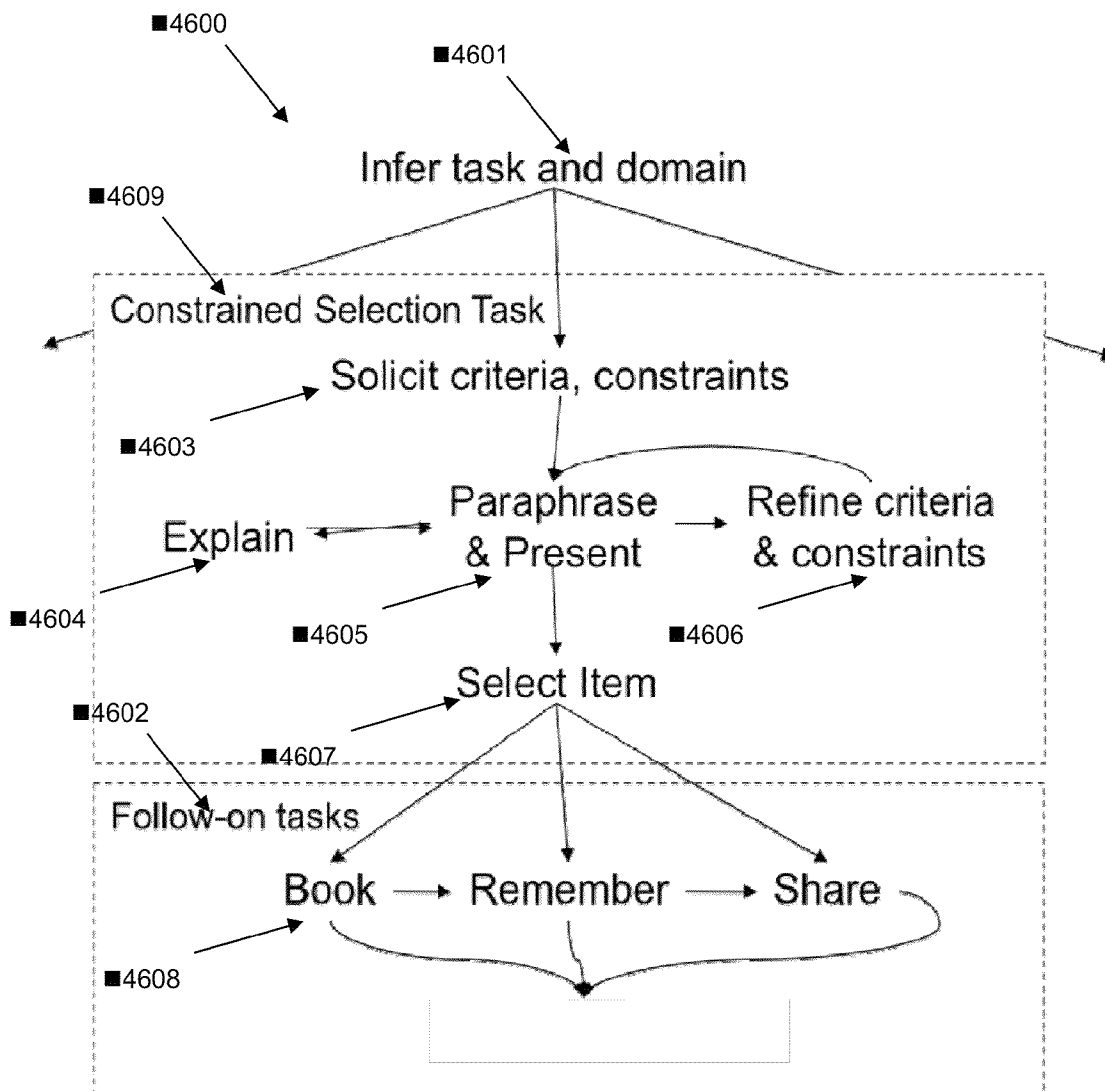 ■4600
■4601
Infer task and domain
■4609
Constrained Selection Task
Solicit criteria, constraints
■4603
Paraphrase
& Present
Refine criteria
& constraints
Explain
■4604
■4605
■4606
Select Item
■4602
■4607
Follow-on tasks
Book
Remember
Share
■4608